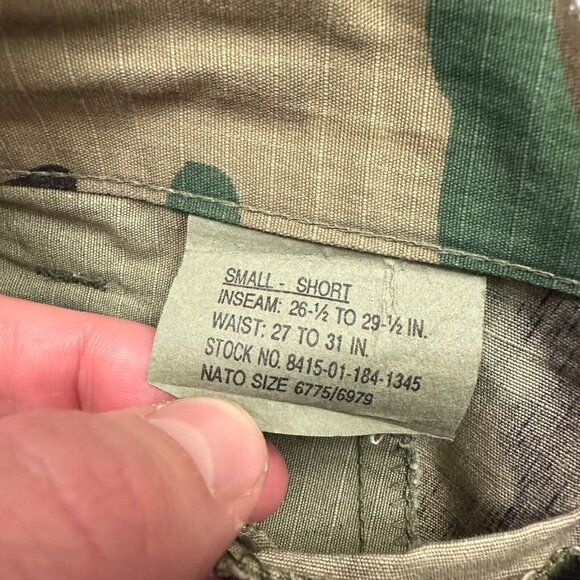 SMALL - SHORT
INSEAM: 26-½ TO 29-½ IN.
WAIST: 27 TO 31 IN.
STOCK NO. 8415-01-184-1345
NATO SIZE 6775/6979